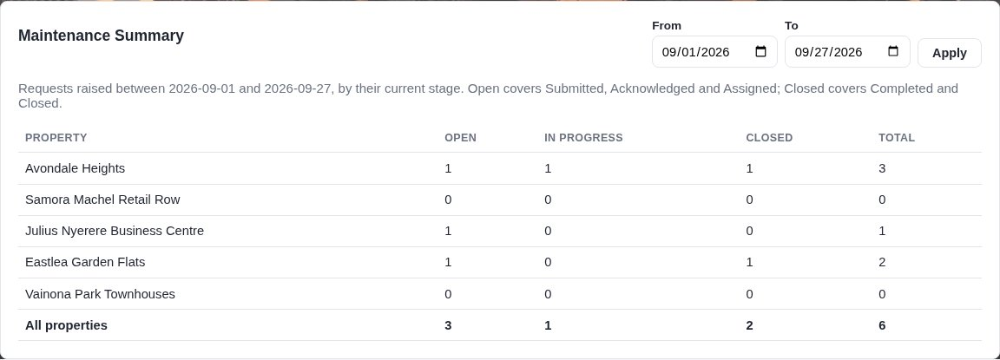 Maintenance Summary
From
To
09/01/2026
09/27/2026
Apply
Requests raised between 2026-09-01 and 2026-09-27, by their current stage. Open covers Submitted, Acknowledged and Assigned; Closed covers Completed and
Closed.
PROPERTY OPEN IN PROGRESS CLOSED TOTAL
Avondale Heights 1 1 1 3
Samora Machel Retail Row 0 0 0 0
Julius Nyerere Business Centre 1 0 0 1
Eastlea Garden Flats 1 0 1 2
Vainona Park Townhouses 0 0 0 0
All properties 3 1 2 6